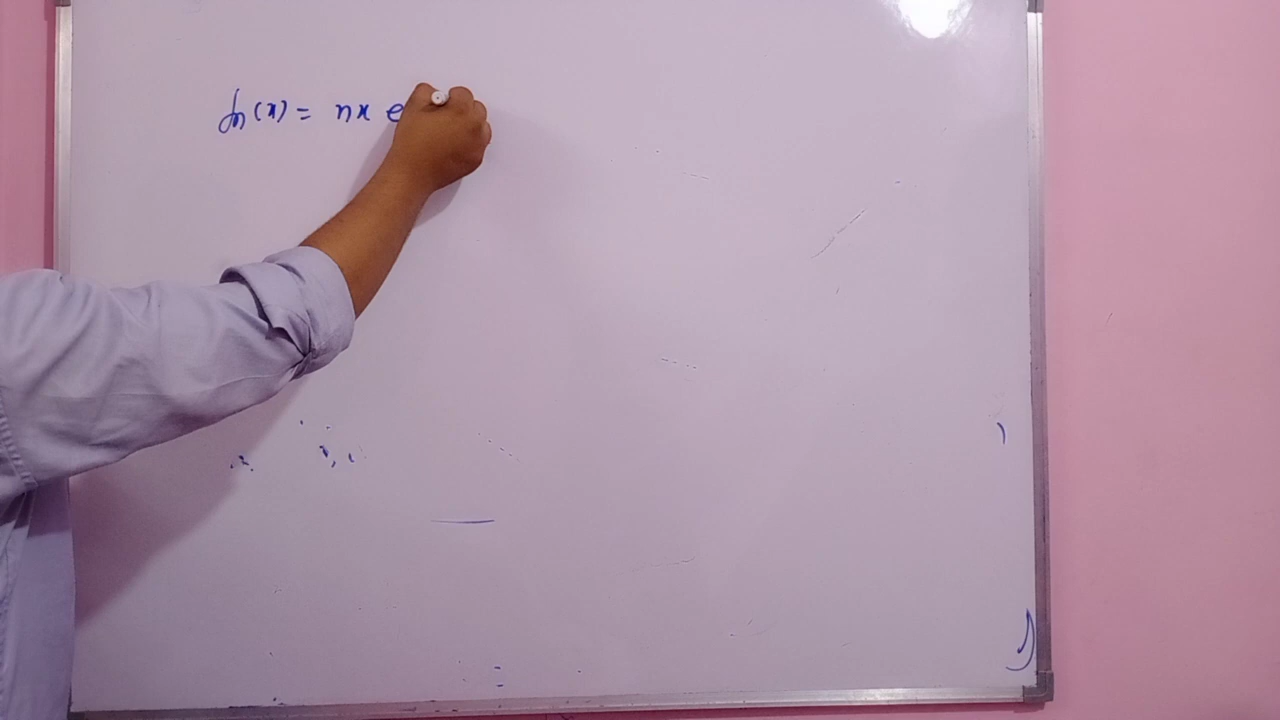 fn(x) = nx e